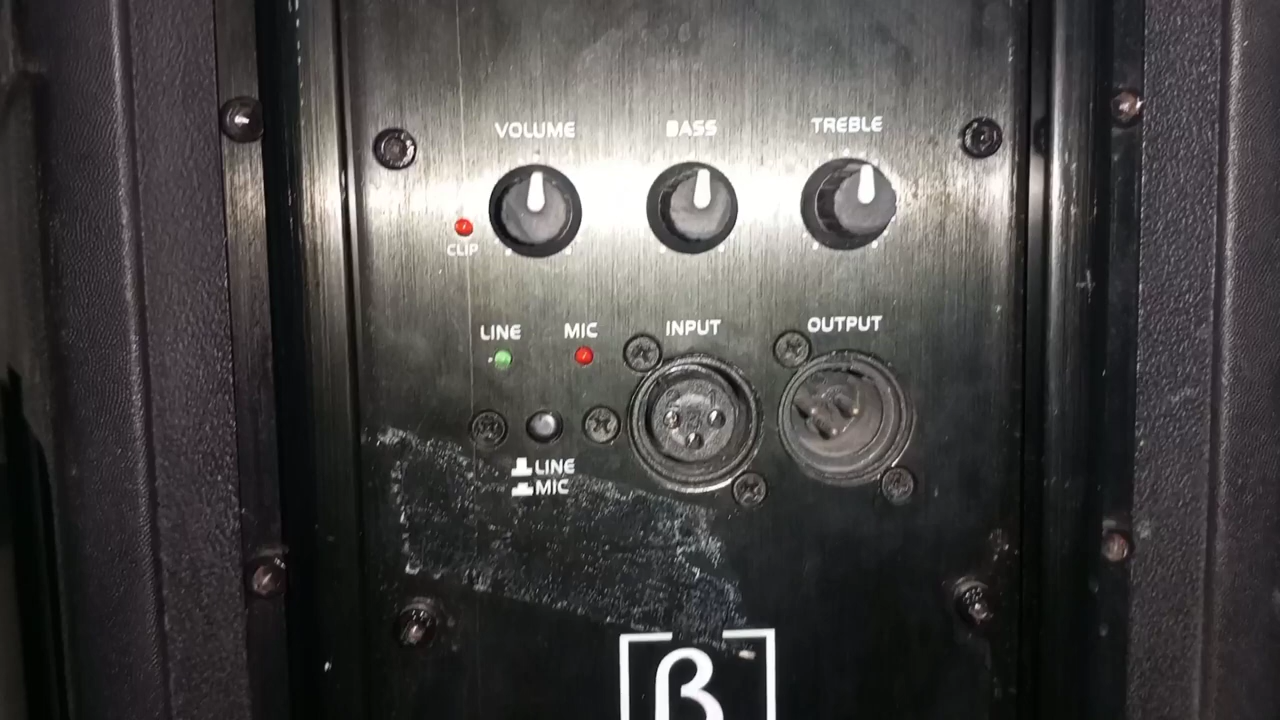 VOLUME BASS TREBLE
CLIP
LINE MIC INPUT OUTPUT
LINE
MIC
β